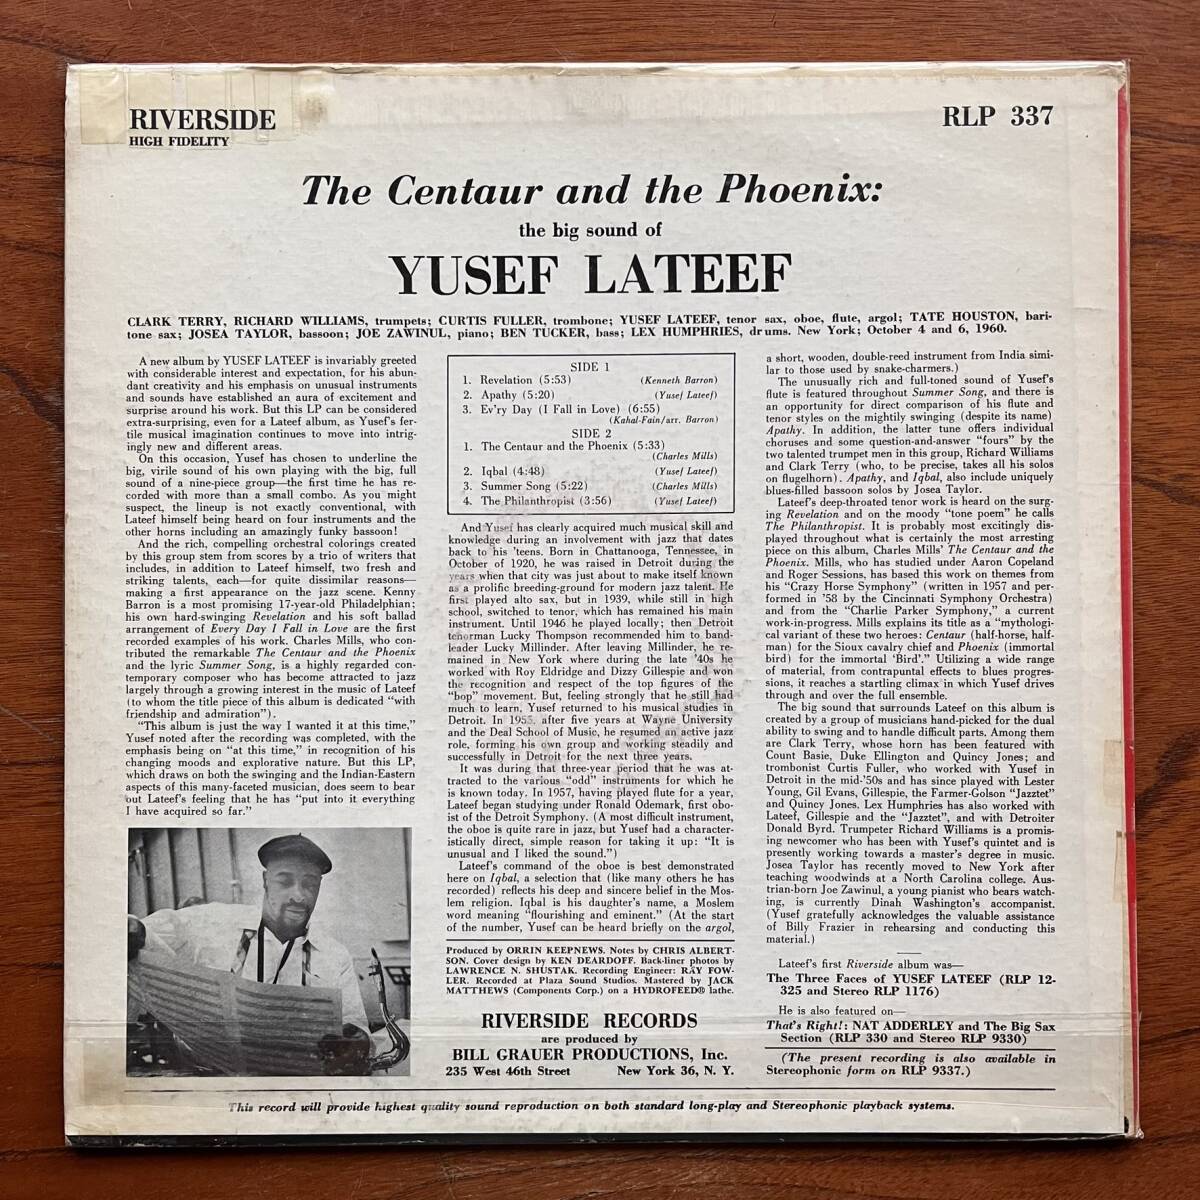 RIVERSIDE
HIGH FIDELITY
RLP 337
The Centaur and the Phoenix:
the big sound of
YUSEF LATEEF
CLARK TERRY, RICHARD WILLIAMS, trumpets; CURTIS FULLER, trombone; YUSEF LATEEF, tenor sax, oboe, flute, argol; TATE HOUSTON, bari-
tone sax; JOSEA TAYLOR, bassoon; JOE ZAWINUL, piano; BEN TUCKER, bass; LEX HUMPHRIES, drums. New York; October 4 and 6, 1960.
A new album by YUSEF LATEEF is invariably greeted
with considerable interest and expectation, for his abun-
dant creativity and his emphasis on unusual instruments
and sounds have established an aura of excitement and
surprise around his work. But this LP can be considered
extra-surprising, even for a Lateef album, as Yusef's fer-
tile musical imagination continues to move into intrig-
ingly new and different areas.
On this occasion, Yusef has chosen to underline the
big, virile sound of his own playing with the big, full
sound of a nine-piece group—the first time he has re-
corded with more than a small combo. As you might
suspect, the lineup is not exactly conventional, with
Lateef himself being heard on four instruments and the
other horns including an amazingly funky bassoon!
And the rich, compelling orchestral colorings created
by this group stem from scores by a trio of writers that
includes, in addition to Lateef himself, two fresh and
striking talents, each—for quite dissimilar reasons—
making a first appearance on the jazz scene. Kenny
Barron is a most promising 17-year-old Philadelphian;
his own hard-swinging Revelation and his soft ballad
arrangement of Every Day I Fall in Love are the first
recorded examples of his work. Charles Mills, who con-
tributed the remarkable The Centaur and the Phoenix
and the lyric Summer Song, is a highly regarded con-
temporary composer who has become attracted to jazz
largely through a growing interest in the music of Lateef
(to whom the title piece of this album is dedicated "with
friendship and admiration").
"This album is just the way I wanted it at this time,"
Yusef noted after the recording was completed, with the
emphasis being on "at this time," in recognition of his
changing moods and explorative nature. But this LP,
which draws on both the swinging and the Indian-Eastern
aspects of this many-faceted musician, does seem to bear
out Lateef's feeling that he has "put into it everything
I have acquired so far."
SIDE 1
1. Revelation (5:53) (Kenneth Barron)
2. Apathy (5:20) (Yusef Lateef)
3. Ev'ry Day (I Fall in Love) (6:55)
(Kahal-Fain/arr. Barron)
SIDE 2
1. The Centaur and the Phoenix (5:33)
(Charles Mills)
2. Iqbal (4:48) (Yusef Lateef)
3. Summer Song (5:22) (Charles Mills)
4. The Philanthropist (3:56) (Yusef Lateef)
And Yusef has clearly acquired much musical skill and
knowledge during an involvement with jazz that dates
back to his 'teens. Born in Chattanooga, Tennessee, in
October of 1920, he was raised in Detroit during the
years when that city was just about to make itself known
as a prolific breeding-ground for modern jazz talent. He
first played alto sax, but in 1939, while still in high
school, switched to tenor, which has remained his main
instrument. Until 1946 he played locally; then Detroit
tenorman Lucky Thompson recommended him to band-
leader Lucky Millinder. After leaving Millinder, he re-
mained in New York where during the late '40s he
worked with Roy Eldridge and Dizzy Gillespie and won
the recognition and respect of the top figures of the
"bop" movement. But, feeling strongly that he still had
much to learn, Yusef returned to his musical studies in
Detroit. In 1955, after five years at Wayne University
and the Deal School of Music, he resumed an active jazz
role, forming his own group and working steadily and
successfully in Detroit for the next three years.
It was during that three-year period that he was at-
tracted to the various "odd" instruments for which he
is known today. In 1957, having played flute for a year,
Lateef began studying under Ronald Odemark, first obo-
ist of the Detroit Symphony. (A most difficult instrument,
the oboe is quite rare in jazz, but Yusef had a character-
istically direct, simple reason for taking it up: "It is
unusual and I liked the sound.")
Lateef's command of the oboe is best demonstrated
here on Iqbal, a selection that (like many others he has
recorded) reflects his deep and sincere belief in the Mos-
lem religion. Iqbal is his daughter's name, a Moslem
word meaning "flourishing and eminent." (At the start
of the number, Yusef can be heard briefly on the argol,
Produced by ORRIN KEEPNEWS. Notes by CHRIS ALBERT-
SON. Cover design by KEN DEARDOFF. Back-liner photos by
LAWRENCE N. SHUSTAK. Recording Engineer: RAY FOW-
LER. Recorded at Plaza Sound Studios. Mastered by JACK
MATTHEWS (Components Corp.) on a HYDROFEED® lathe.
RIVERSIDE RECORDS
are produced by
BILL GRAUER PRODUCTIONS, Inc.
235 West 46th Street New York 36, N. Y.
a short, wooden, double-reed instrument from India simi-
lar to those used by snake-charmers.)
The unusually rich and full-toned sound of Yusef's
flute is featured throughout Summer Song, and there is
an opportunity for direct comparison of his flute and
tenor styles on the mightily swinging (despite its name)
Apathy. In addition, the latter tune offers individual
choruses and some question-and-answer "fours" by the
two talented trumpet men in this group, Richard Williams
and Clark Terry (who, to be precise, takes all his solos
on flugelhorn). Apathy, and Iqbal, also include uniquely
blues-filled bassoon solos by Josea Taylor.
Lateef's deep-throated tenor work is heard on the surg-
ing Revelation and on the moody "tone poem" he calls
The Philanthropist. It is probably most excitingly dis-
played throughout what is certainly the most arresting
piece on this album, Charles Mills' The Centaur and the
Phoenix. Mills, who has studied under Aaron Copeland
and Roger Sessions, has based this work on themes from
his "Crazy Horse Symphony" (written in 1957 and per-
formed in '58 by the Cincinnati Symphony Orchestra)
and from the "Charlie Parker Symphony," a current
work-in-progress. Mills explains its title as a "mythologi-
cal variant of these two heroes: Centaur (half-horse, half-
man) for the Sioux cavalry chief and Phoenix (immortal
bird) for the immortal 'Bird'." Utilizing a wide range
of material, from contrapuntal effects to blues progres-
sions, it reaches a startling climax in which Yusef drives
through and over the full ensemble.
The big sound that surrounds Lateef on this album is
created by a group of musicians hand-picked for the dual
ability to swing and to handle difficult parts. Among them
are Clark Terry, whose horn has been featured with
Count Basie, Duke Ellington and Quincy Jones; and
trombonist Curtis Fuller, who worked with Yusef in
Detroit in the mid-'50s and has since played with Lester
Young, Gil Evans, Gillespie, the Farmer-Golson "Jazztet"
and Quincy Jones. Lex Humphries has also worked with
Lateef, Gillespie and the "Jazztet", and with Detroiter
Donald Byrd. Trumpeter Richard Williams is a promis-
ing newcomer who has been with Yusef's quintet and is
presently working towards a master's degree in music.
Josea Taylor has recently moved to New York after
teaching woodwinds at a North Carolina college. Aus-
trian-born Joe Zawinul, a young pianist who bears watch-
ing, is currently Dinah Washington's accompanist.
(Yusef gratefully acknowledges the valuable assistance
of Billy Frazier in rehearsing and conducting this
material.)
Lateef's first Riverside album was—
The Three Faces of YUSEF LATEEF (RLP 12-
325 and Stereo RLP 1176)
He is also featured on—
That's Right!: NAT ADDERLEY and The Big Sax
Section (RLP 330 and Stereo RLP 9330)
(The present recording is also available in
Stereophonic form on RLP 9337.)
This record will provide highest quality sound reproduction on both standard long-play and Stereophonic playback systems.